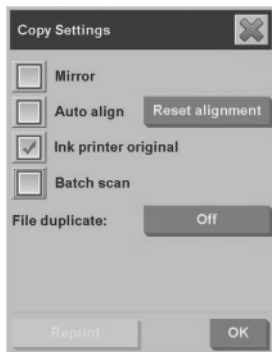 Copy Settings
Mirror
Auto align Reset alignment
Ink printer original
Batch scan
File duplicate: Off
Reprint OK